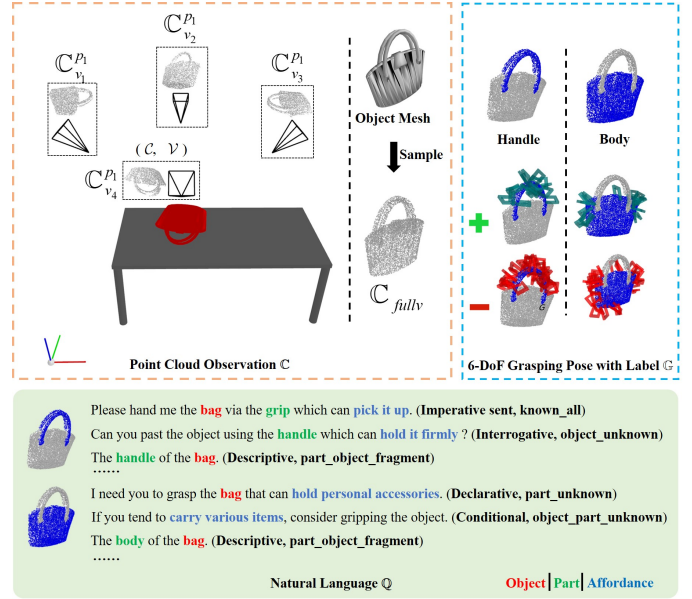 ℂ_{v_1}^{p_1}
ℂ_{v_2}^{p_1}
ℂ_{v_3}^{p_1}
(𝒞, 𝒱)
ℂ_{v_4}^{p_1}
Object Mesh
Sample
ℂ_{fullv}
Point Cloud Observation ℂ
Handle
Body
+
G
−
6-DoF Grasping Pose with Label 𝔾
Please hand me the bag via the grip which can pick it up. (Imperative sent, known_all)
Can you past the object using the handle which can hold it firmly ? (Interrogative, object_unknown)
The handle of the bag. (Descriptive, part_object_fragment)
……
I need you to grasp the bag that can hold personal accessories. (Declarative, part_unknown)
If you tend to carry various items, consider gripping the object. (Conditional, object_part_unknown)
The body of the bag. (Descriptive, part_object_fragment)
……
Natural Language ℚ
Object|Part|Affordance